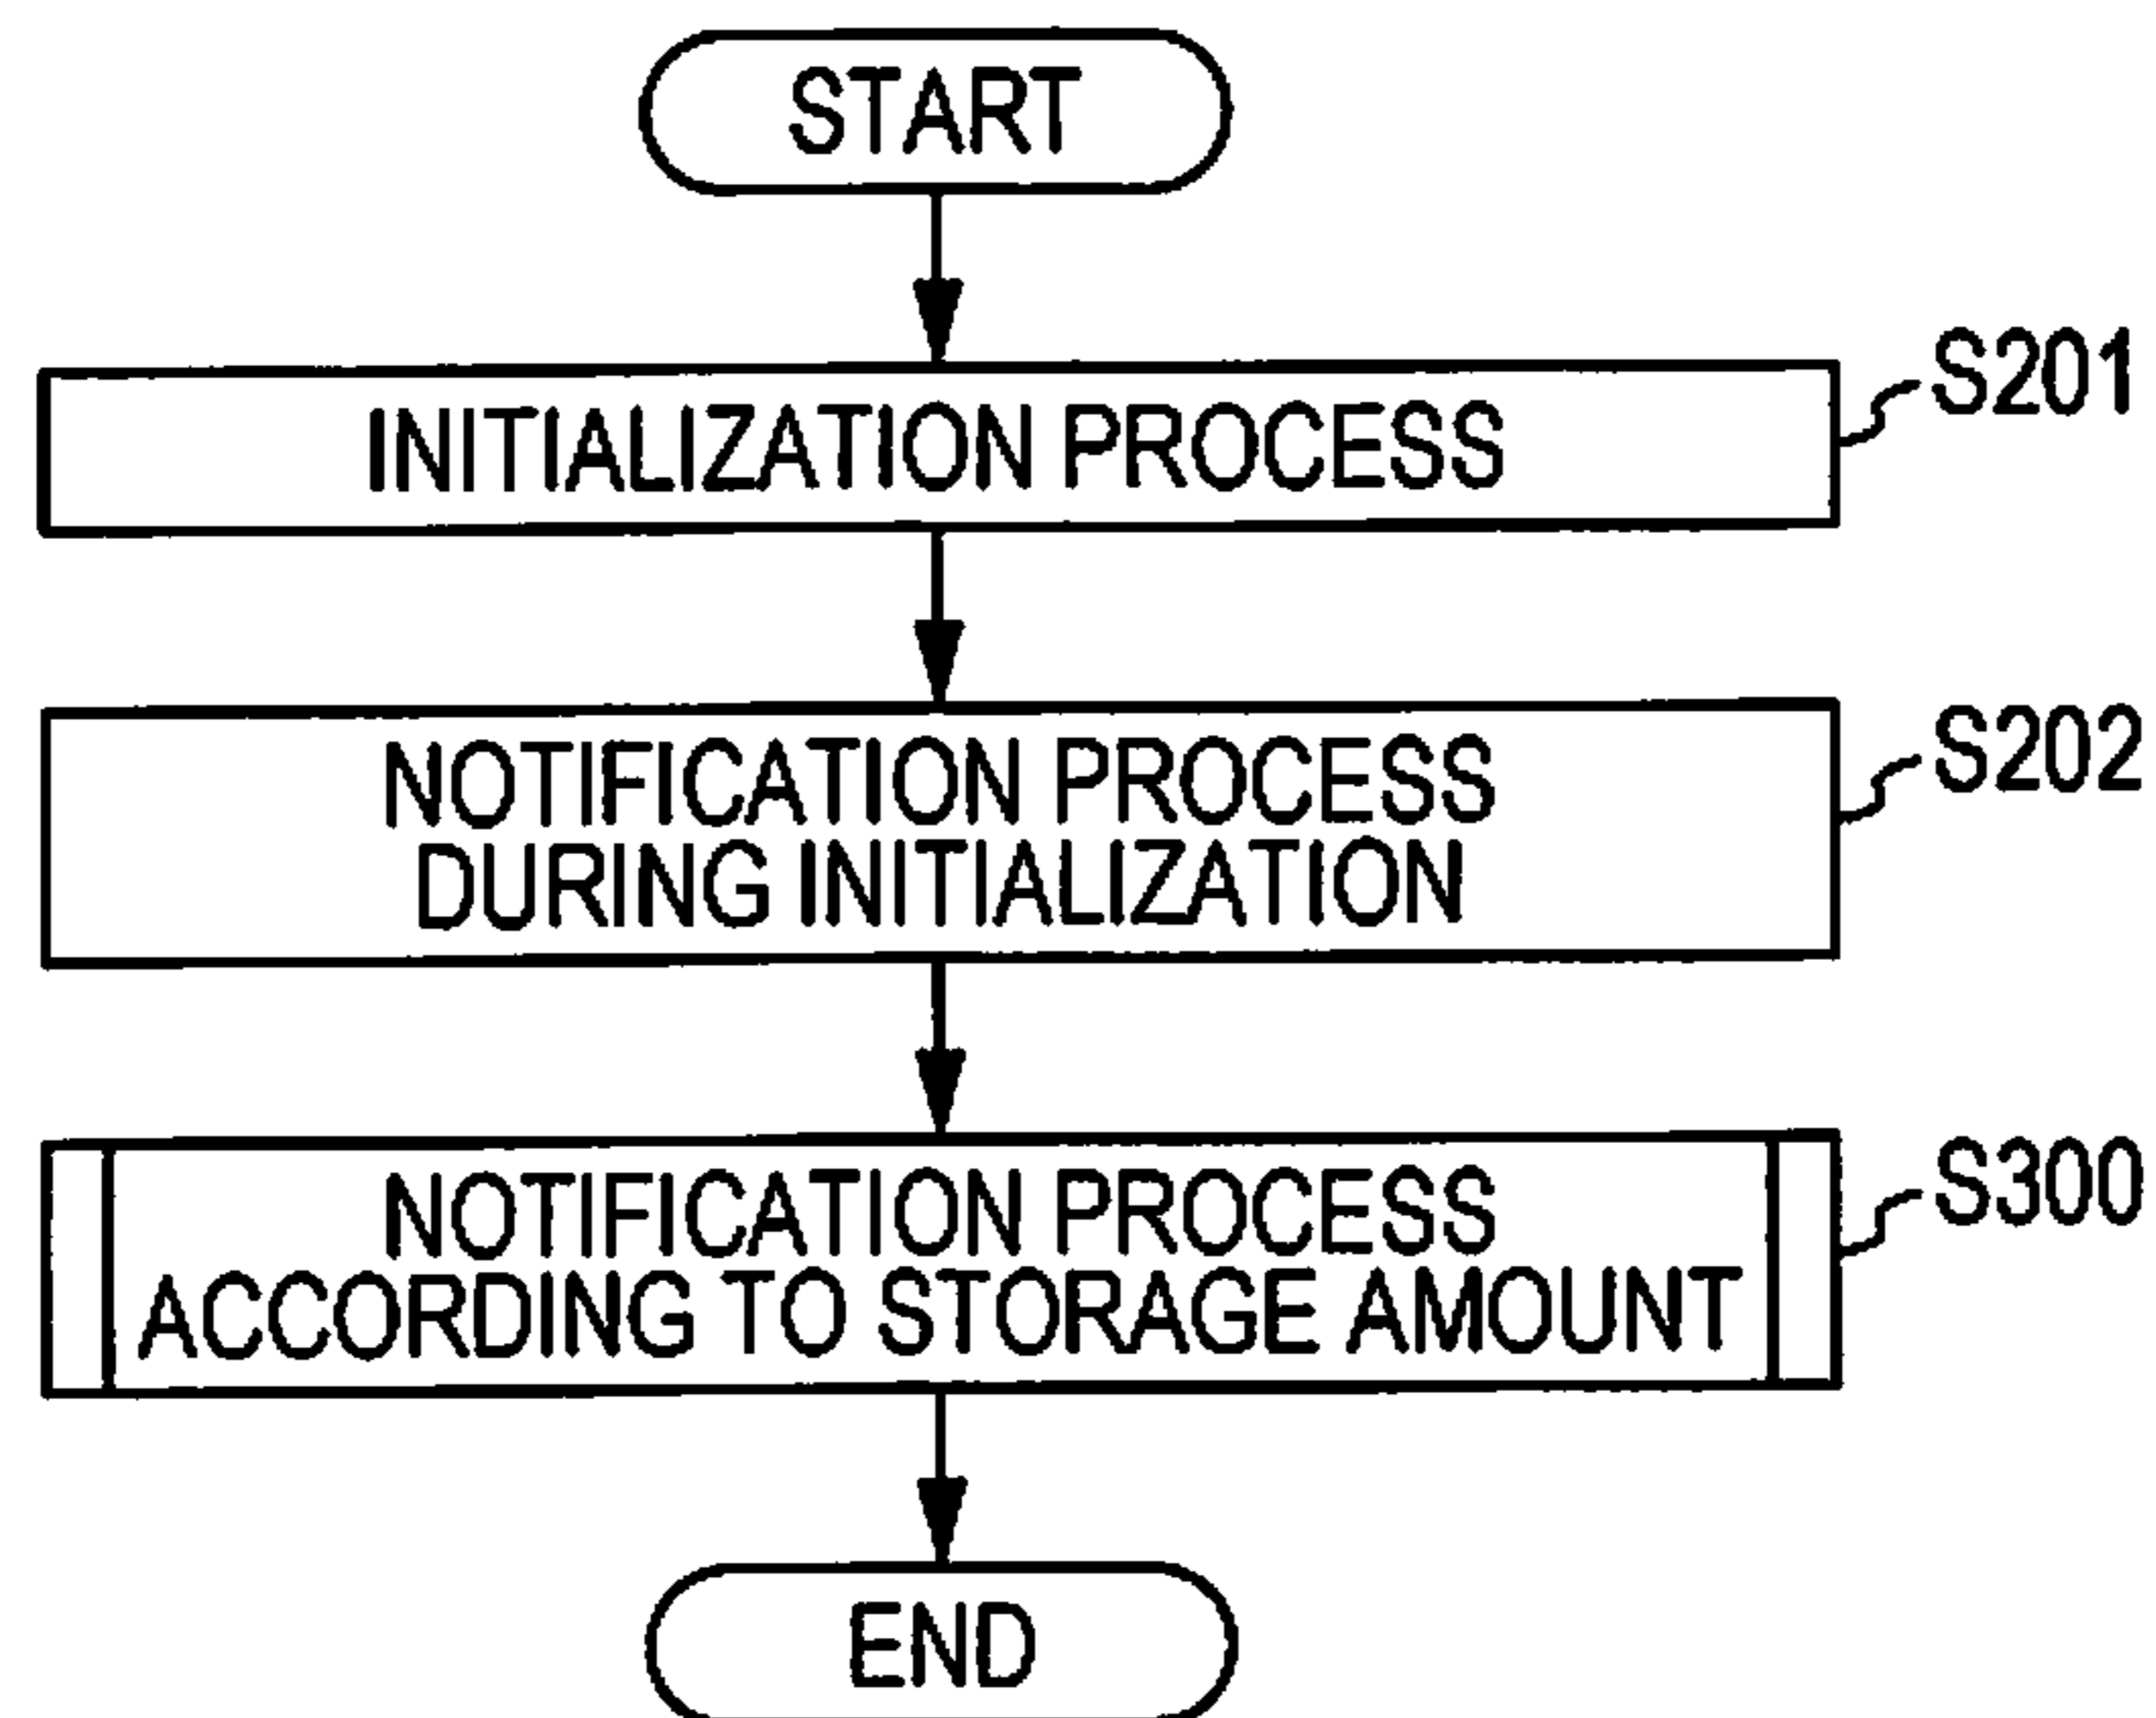 START
INITIALIZATION PROCESS
S201
NOTIFICATION PROCESS
DURING INITIALIZATION
S202
NOTIFICATION PROCESS
ACCORDING TO STORAGE AMOUNT
S300
END